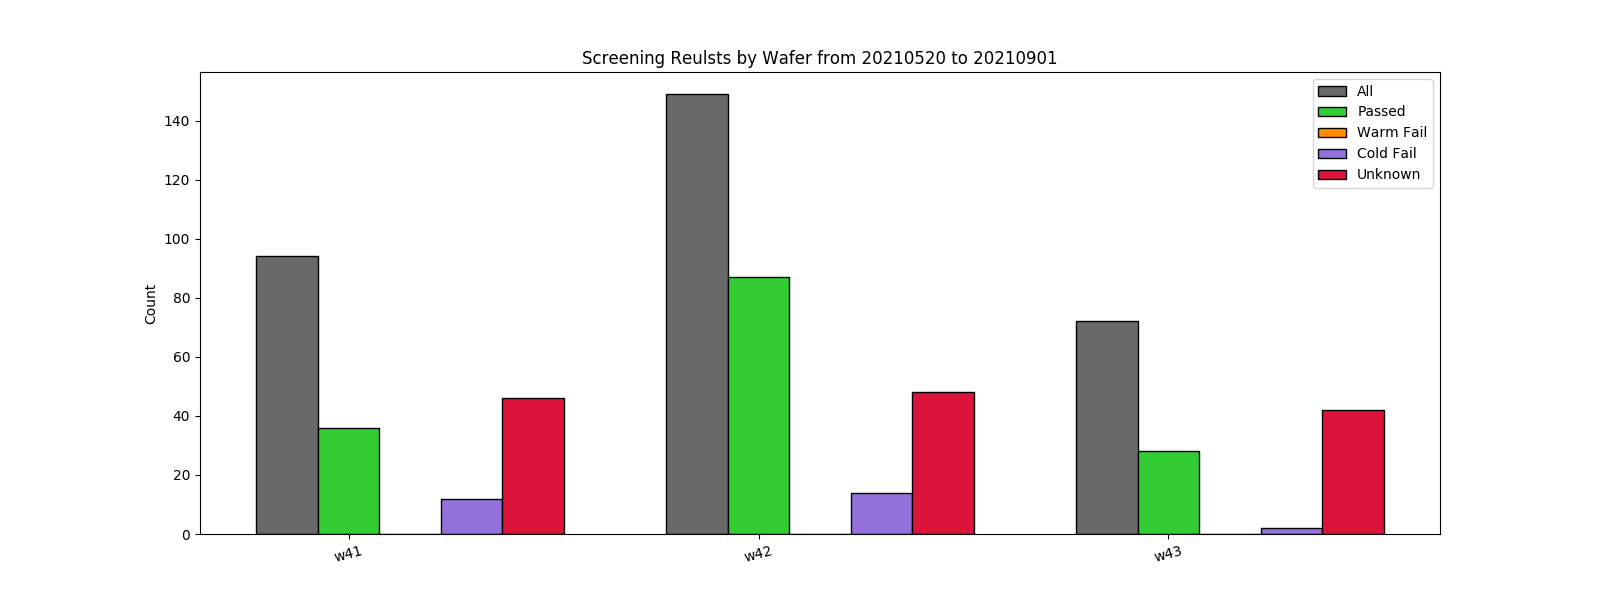 Screening Reulsts by Wafer from 20210520 to 20210901
All
Passed
Warm Fail
Cold Fail
Unknown
Count
140
120
100
80
60
40
20
0
w41
w42
w43